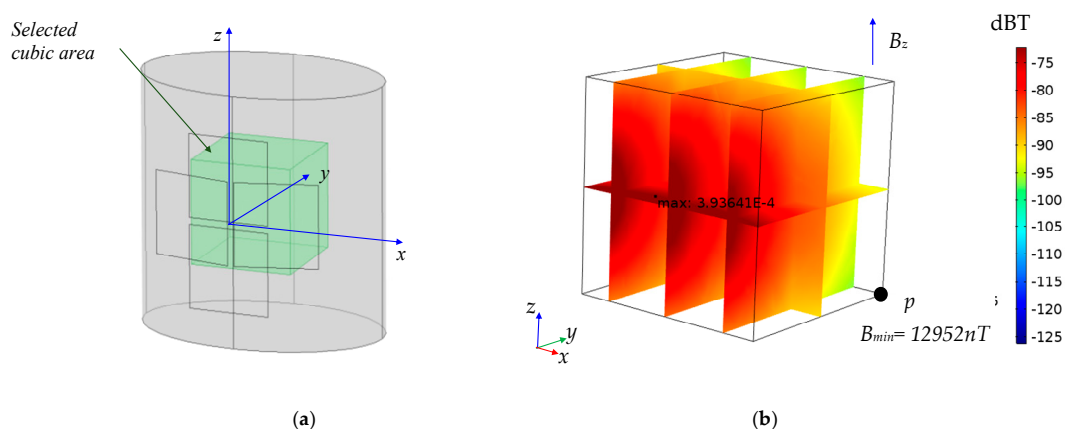 Selected
cubic area
z
y
x
(a)
dBT
B_z
-75
-80
-85
-90
-95
-100
-105
-110
-115
-120
-125
max: 3.93641E-4
p
B_min= 12952nT
z
y
x
(b)